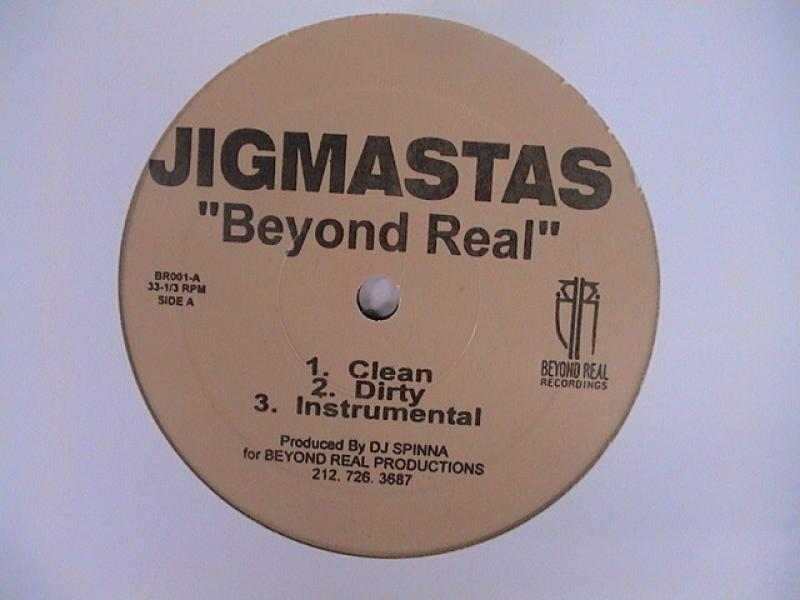 JIGMASTAS
"Beyond Real"
BR001-A
33-1/3 RPM
SIDE A
BEYOND REAL
RECORDINGS
1. Clean
2. Dirty
3. Instrumental
Produced By DJ SPINNA
for BEYOND REAL PRODUCTIONS
212. 726. 3687